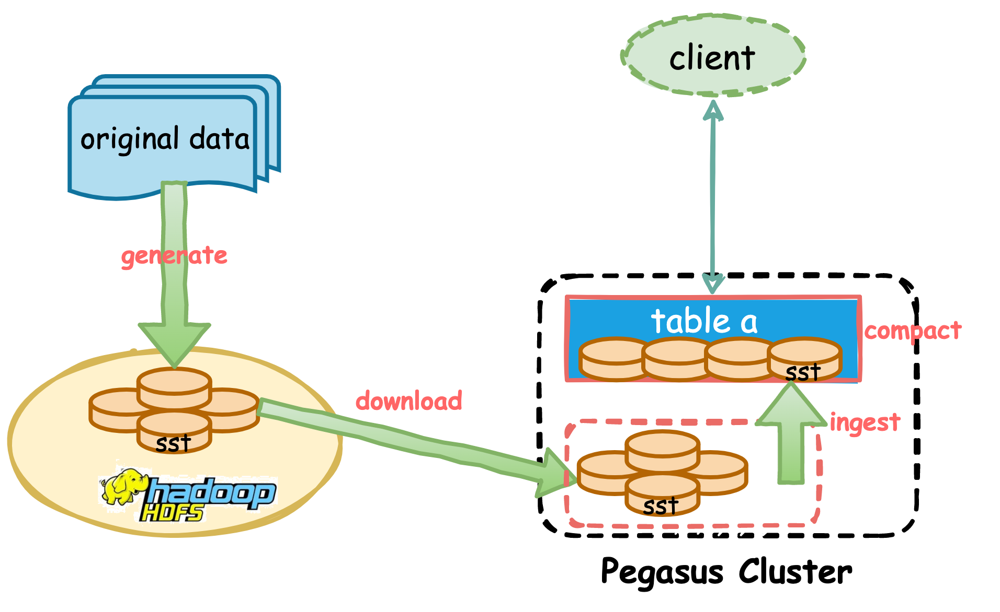 client
original data
generate
table a
compact
sst
download
ingest
sst
hadoop
HDFS
sst
Pegasus Cluster